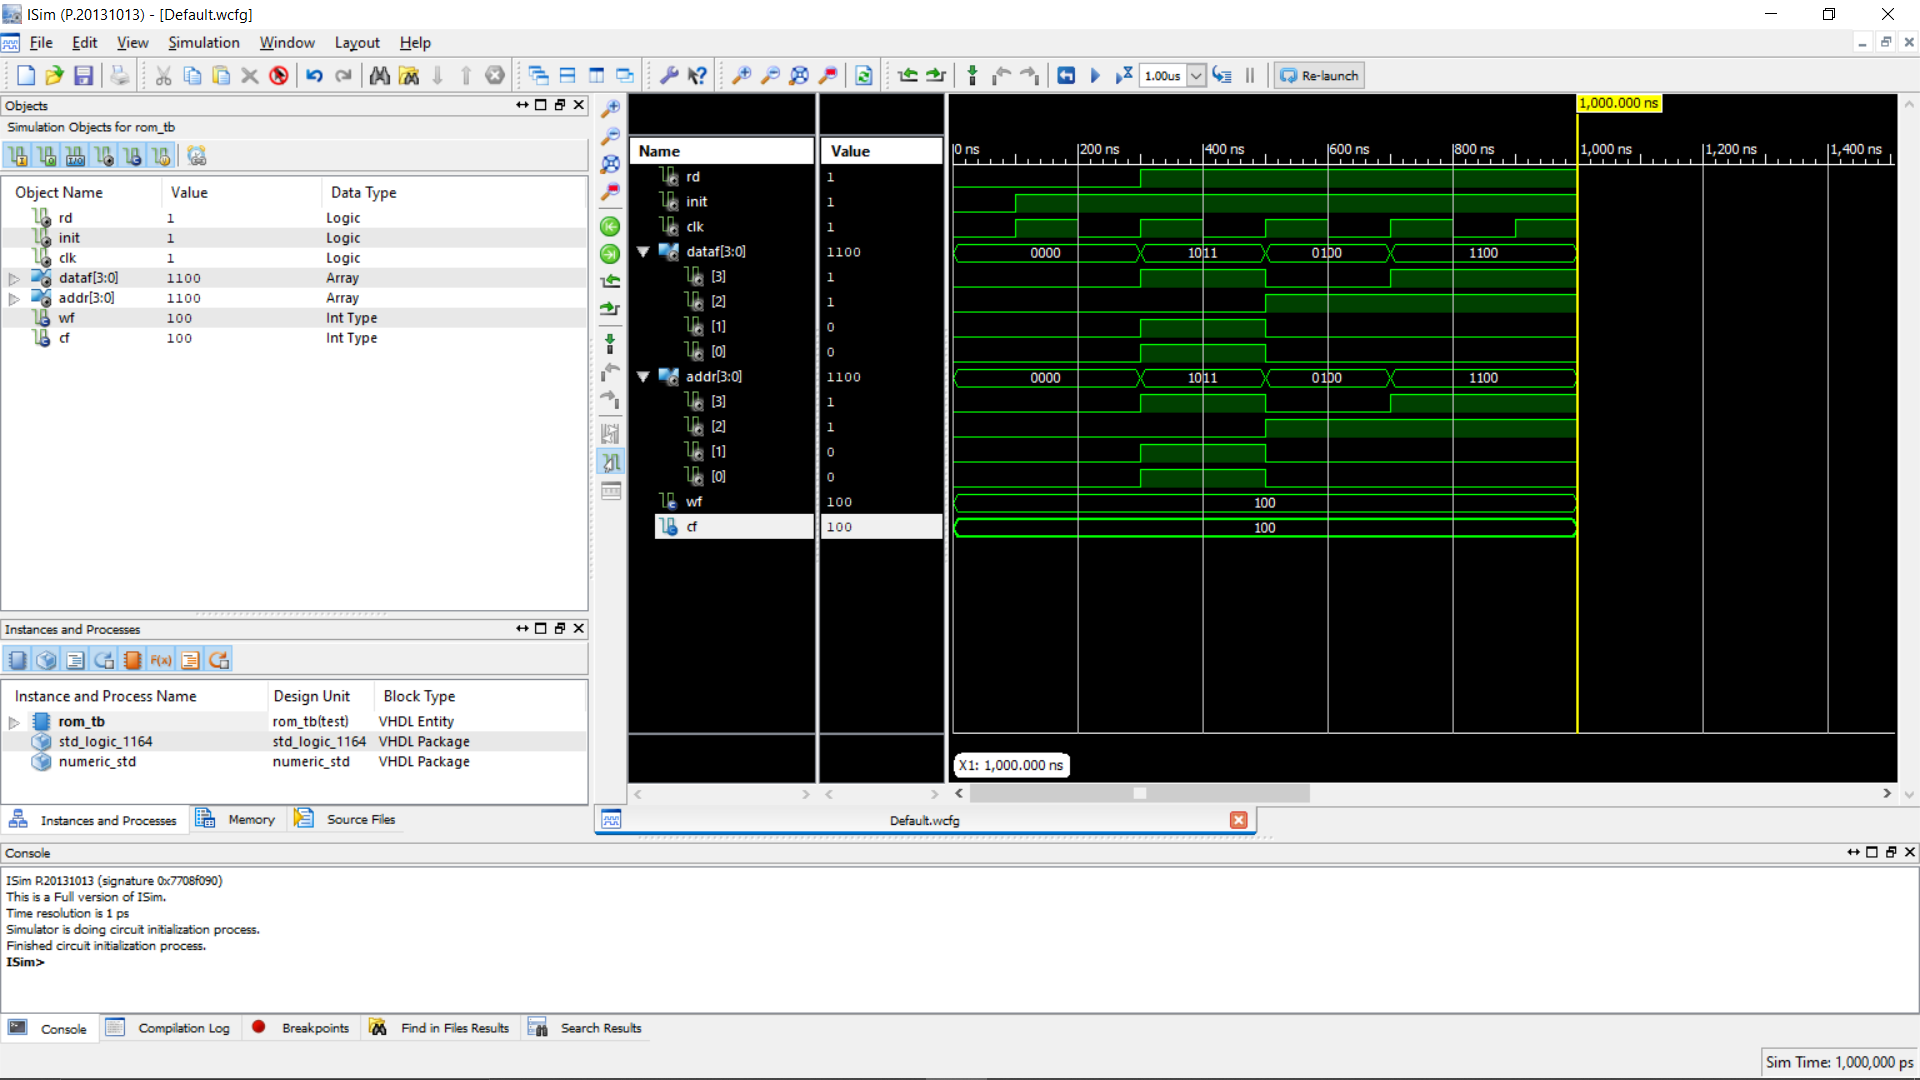 ISim (P.20131013) - [Default.wcfg]
File Edit View Simulation Window Layout Help
1.00us Re-launch
Objects
Simulation Objects for rom_tb
Object Name Value Data Type
rd 1 Logic
init 1 Logic
clk 1 Logic
dataf[3:0] 1100 Array
addr[3:0] 1100 Array
wf 100 Int Type
cf 100 Int Type
Instances and Processes
F(x)
Instance and Process Name Design Unit Block Type
rom_tb rom_tb(test) VHDL Entity
std_logic_1164 std_logic_1164 VHDL Package
numeric_std numeric_std VHDL Package
Instances and Processes Memory Source Files
1,000.000 ns
Name Value 0 ns 200 ns 400 ns 600 ns 800 ns 1,000 ns 1,200 ns 1,400 ns
rd 1
init 1
clk 1
dataf[3:0] 1100 0000 1011 0100 1100
[3] 1
[2] 1
[1] 0
[0] 0
addr[3:0] 1100 0000 1011 0100 1100
[3] 1
[2] 1
[1] 0
[0] 0
wf 100 100
cf 100 100
X1: 1,000.000 ns
Default.wcfg
Console
ISim P.20131013 (signature 0x7708f090)
This is a Full version of ISim.
Time resolution is 1 ps
Simulator is doing circuit initialization process.
Finished circuit initialization process.
ISim>
Console Compilation Log Breakpoints Find in Files Results Search Results
Sim Time: 1,000,000 ps